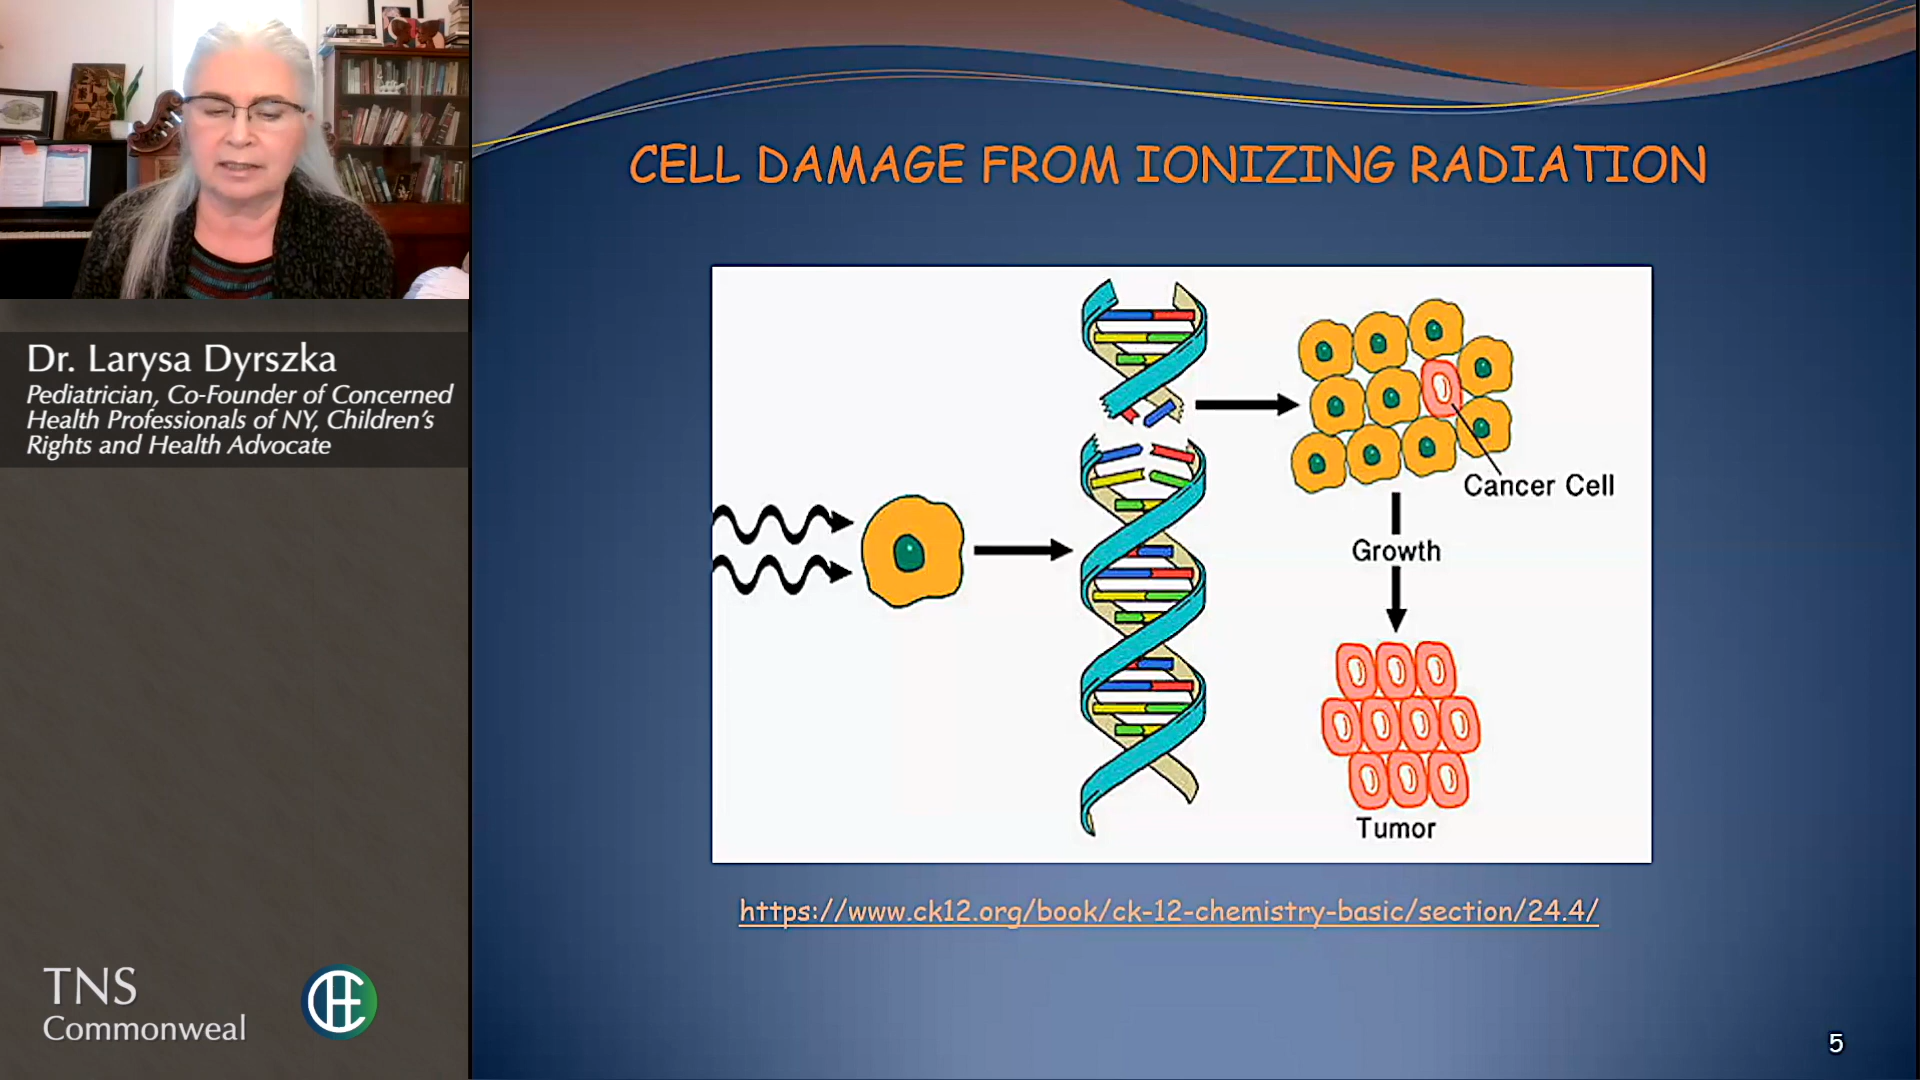 Dr. Larysa Dyrszka
Pediatrician, Co-Founder of Concerned
Health Professionals of NY, Children's
Rights and Health Advocate
TNS
Commonweal
CHE
CELL DAMAGE FROM IONIZING RADIATION
Cancer Cell
Growth
Tumor
https://www.ck12.org/book/ck-12-chemistry-basic/section/24.4/
5